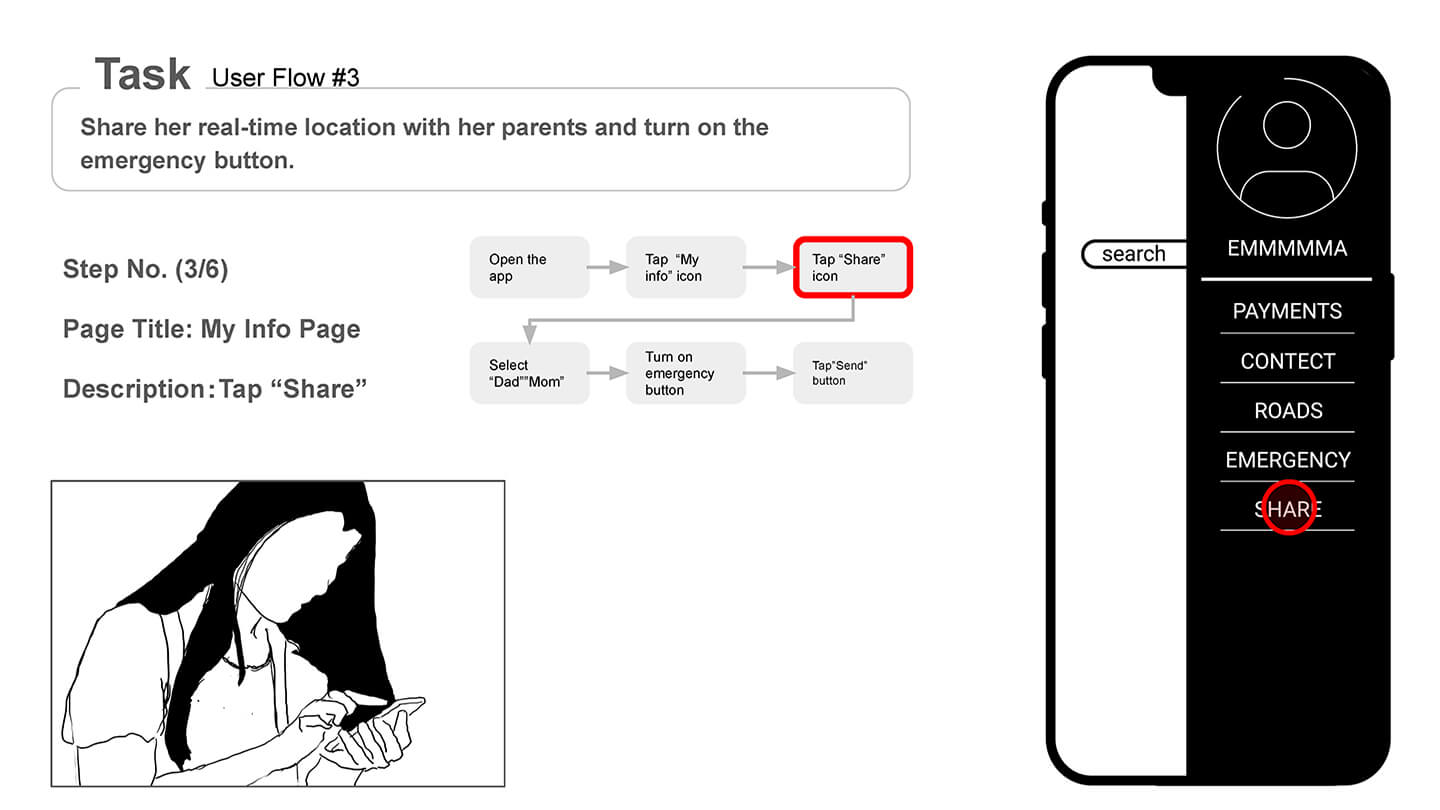 Task User Flow #3
Share her real-time location with her parents and turn on the
emergency button.
Step No. (3/6)
Page Title: My Info Page
Description:Tap “Share”
Open the
app
Tap “My
info” icon
Tap “Share”
icon
Select
“Dad””Mom”
Turn on
emergency
button
Tap”Send”
button
search
EMMMMMA
PAYMENTS
CONTECT
ROADS
EMERGENCY
SHARE